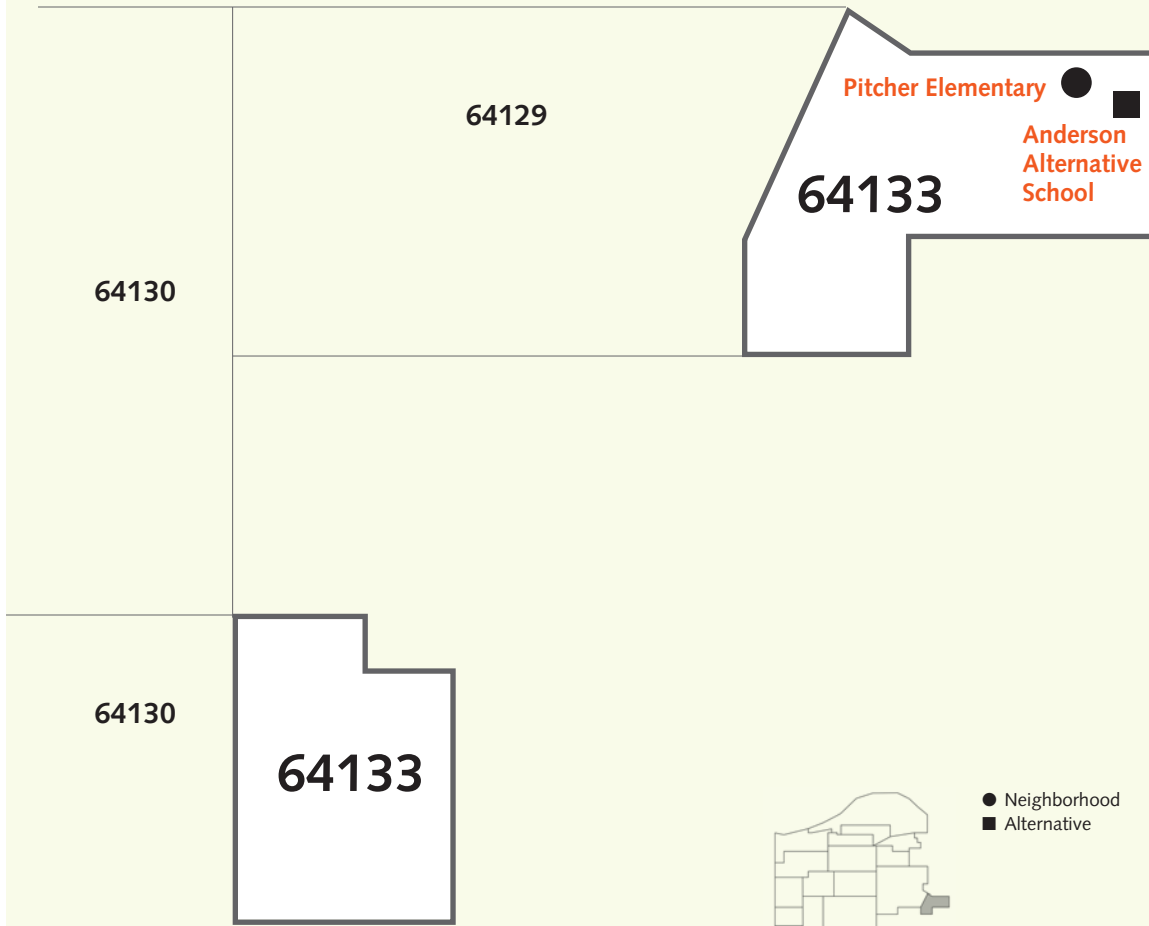 Pitcher Elementary
64129
Anderson
Alternative
School
64133
64130
64130
64133
Neighborhood
Alternative